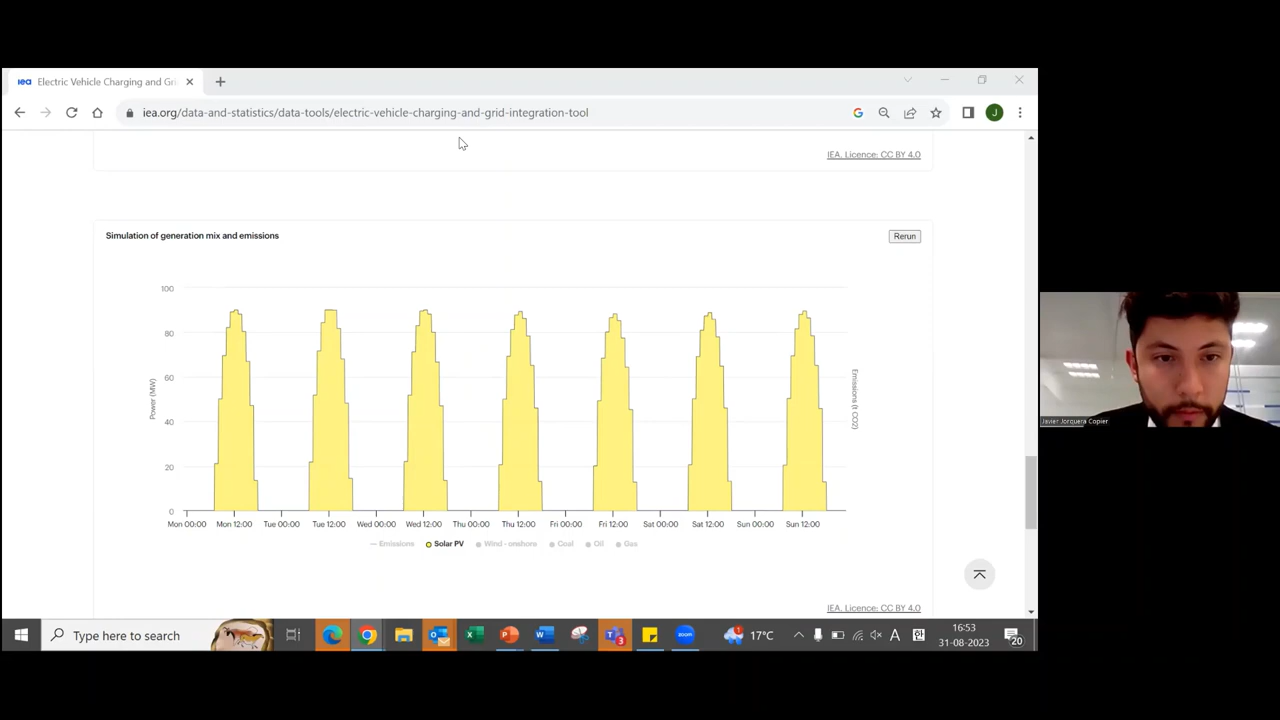 iea Electric Vehicle Charging and Gri
iea.org/data-and-statistics/data-tools/electric-vehicle-charging-and-grid-integration-tool
J
IEA. Licence: CC BY 4.0
Simulation of generation mix and emissions
Rerun
100
80
60
40
20
0
Power (MW)
Emissions (t CO2)
Mon 00:00 Mon 12:00 Tue 00:00 Tue 12:00 Wed 00:00 Wed 12:00 Thu 00:00 Thu 12:00 Fri 00:00 Fri 12:00 Sat 00:00 Sat 12:00 Sun 00:00 Sun 12:00
Emissions Solar PV Wind - onshore Coal Oil Gas
IEA. Licence: CC BY 4.0
Javier Jorquera Copier
Type here to search
zoom
3
17°C
A
한
16:53
31-08-2023
20